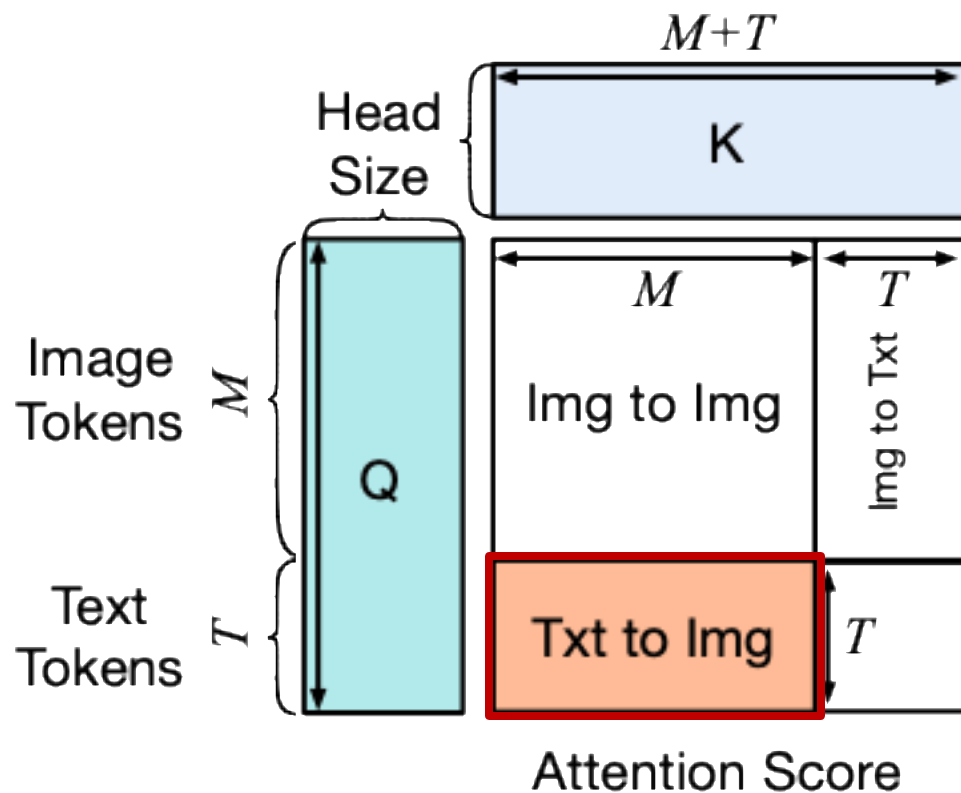 M+T
Head
Size
K
M
T
Image
Tokens
M
Q
Img to Img
Img to Txt
Text
Tokens
T
Txt to Img
T
Attention Score